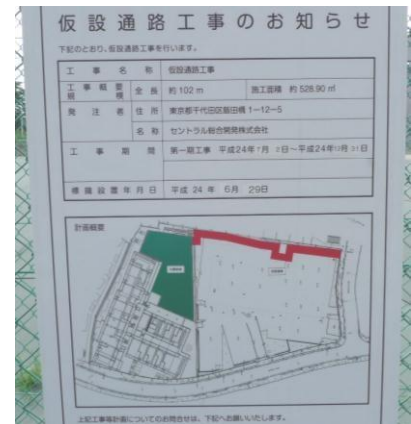 仮設通路工事のお知らせ
下記のとおり、仮設通路工事を行います。
工事名称 仮設通路工事
工事概要 規模 全長 約102m 施工面積 約528.90㎡
発注者 住所 東京都千代田区飯田橋1-12-5
名称 セントラル総合開発株式会社
工事期間 第一期工事 平成24年7月2日～平成24年10月31日
標識設置年月日 平成24年6月29日
計画概要
上記工事等計画についてのお問合せは、下記へお願いいたします。